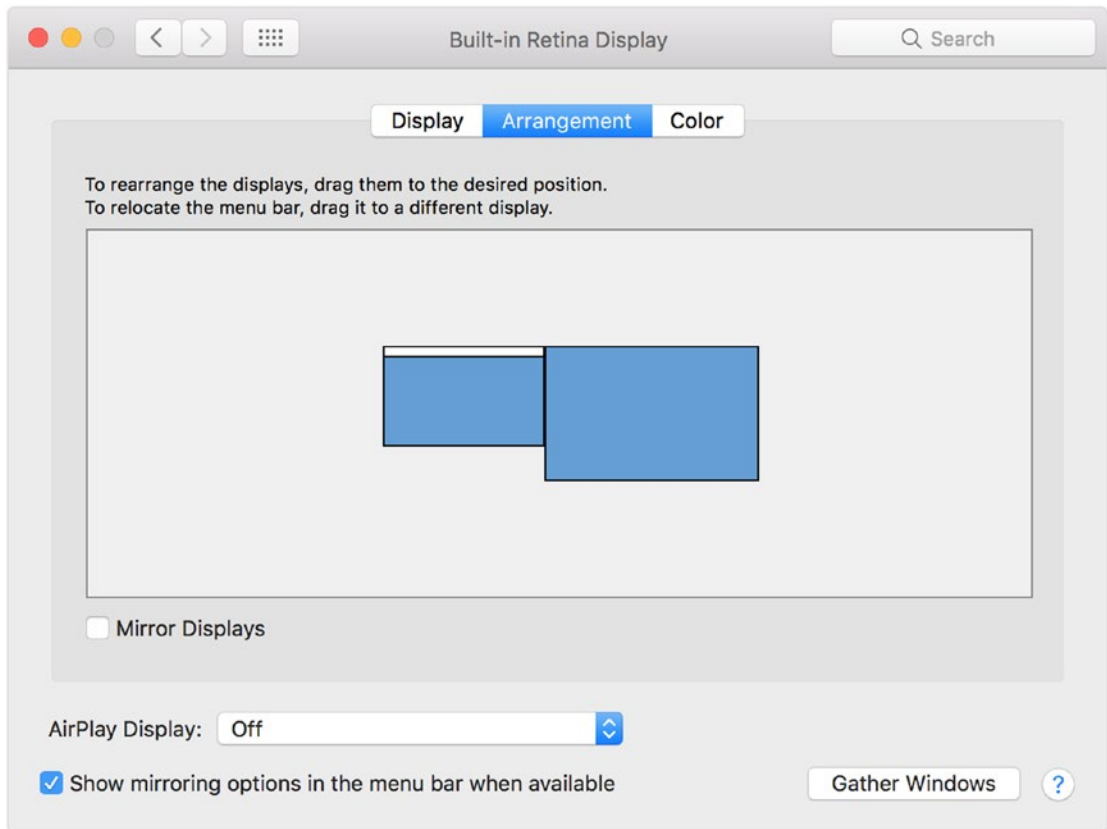 Built-in Retina Display
Search
Display Arrangement Color
To rearrange the displays, drag them to the desired position.
To relocate the menu bar, drag it to a different display.
Mirror Displays
AirPlay Display: Off
Show mirroring options in the menu bar when available
Gather Windows ?